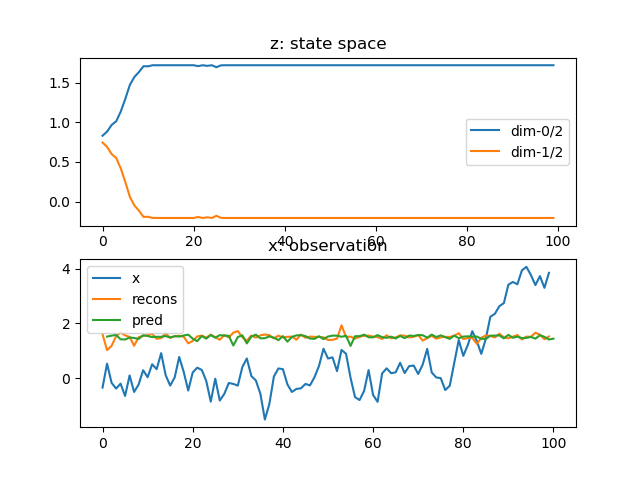 z: state space
1.5
1.0
0.5
0.0
dim-0/2
dim-1/2
0 20 40 60 80 100
x: observation
4
2
0
x
recons
pred
0 20 40 60 80 100